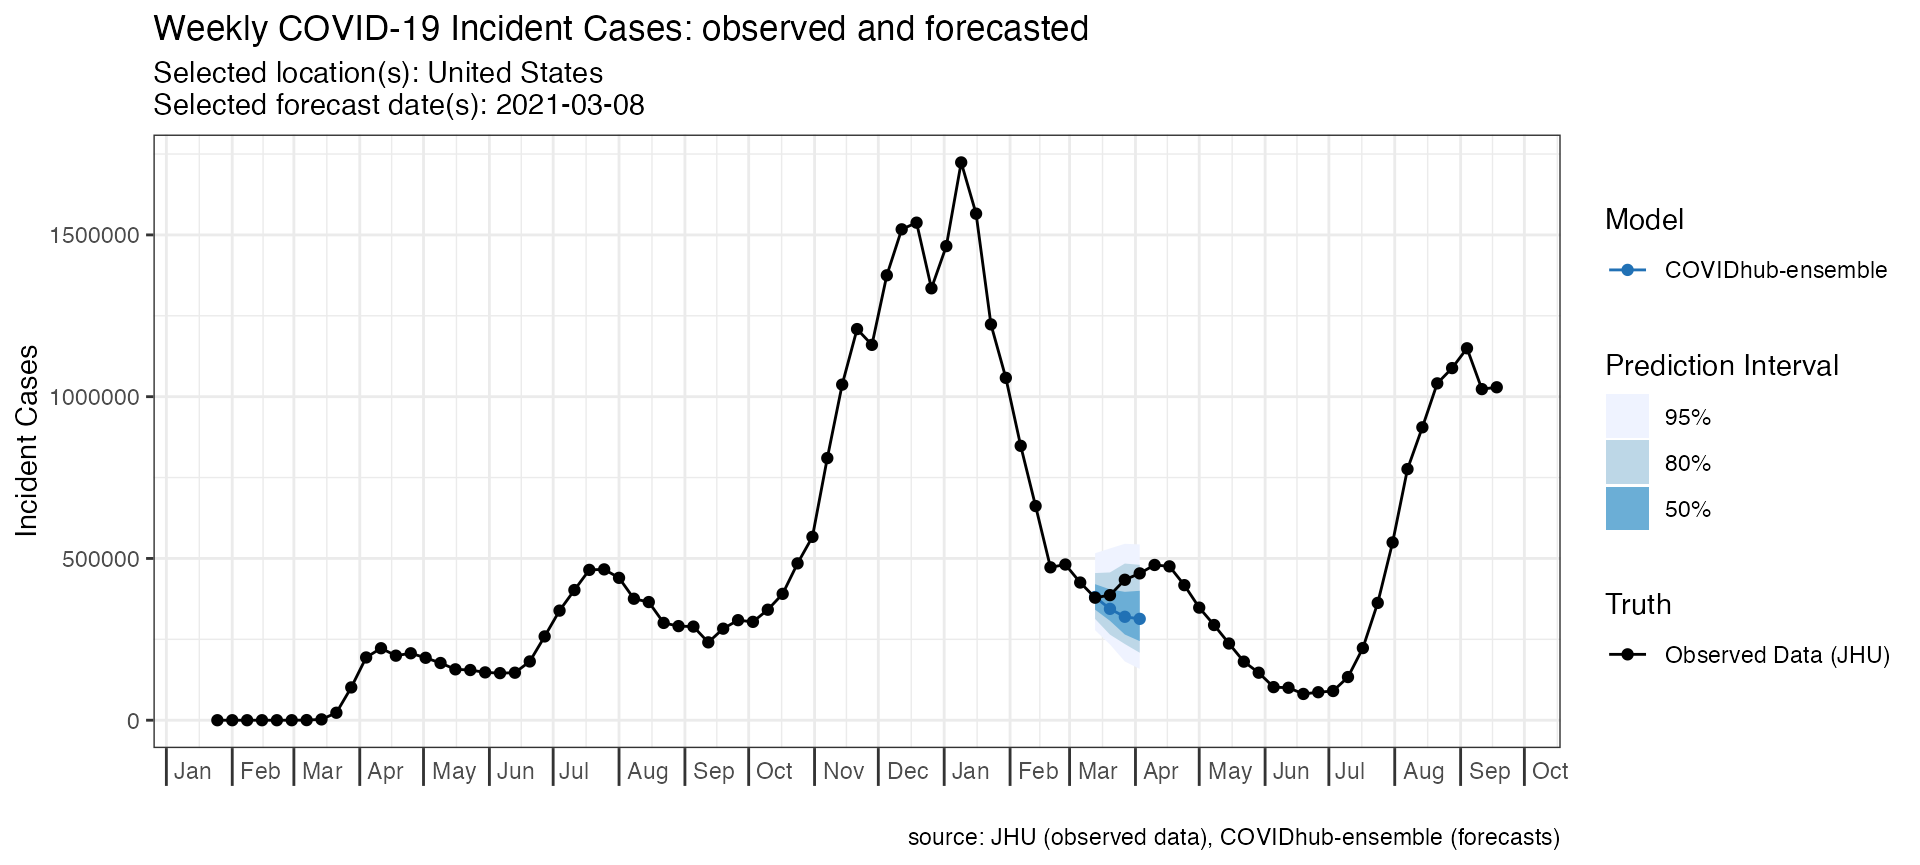 Weekly COVID-19 Incident Cases: observed and forecasted
Selected location(s): United States
Selected forecast date(s): 2021-03-08
Incident Cases
1500000
1000000
500000
0
Jan Feb Mar Apr May Jun Jul Aug Sep Oct Nov Dec Jan Feb Mar Apr May Jun Jul Aug Sep Oct
Model
COVIDhub-ensemble
Prediction Interval
95%
80%
50%
Truth
Observed Data (JHU)
source: JHU (observed data), COVIDhub-ensemble (forecasts)